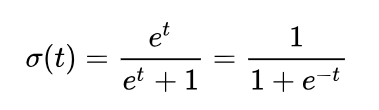 σ(t) = e^t / (e^t + 1) = 1 / (1 + e^{−t})